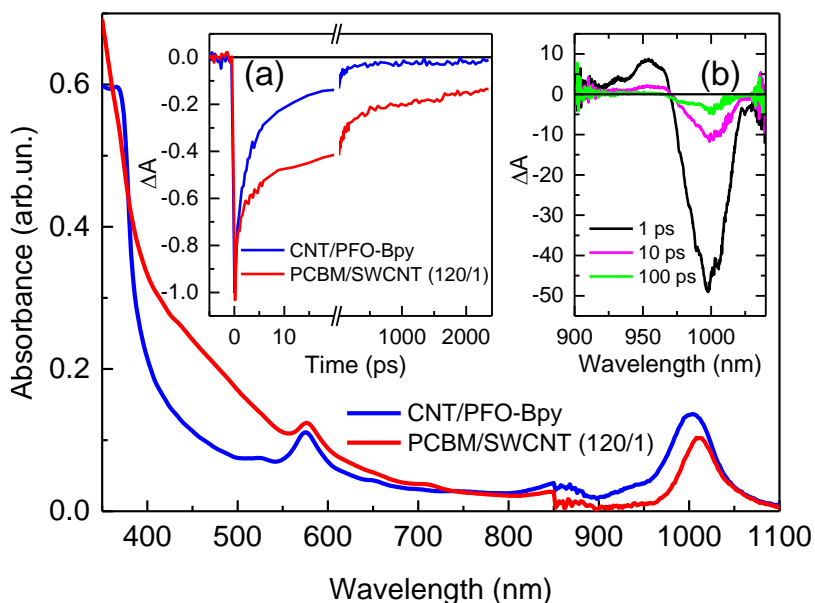 Absorbance (arb.un.)
0.6
0.4
0.2
0.0
400 500 600 700 800 900 1000 1100
Wavelength (nm)
CNT/PFO-Bpy
PCBM/SWCNT (120/1)
(a)
ΔA
0.0
-0.2
-0.4
-0.6
-0.8
-1.0
0 10 1000 2000
Time (ps)
CNT/PFO-Bpy
PCBM/SWCNT (120/1)
(b)
ΔA
10
0
-10
-20
-30
-40
-50
900 950 1000
Wavelength (nm)
1 ps
10 ps
100 ps